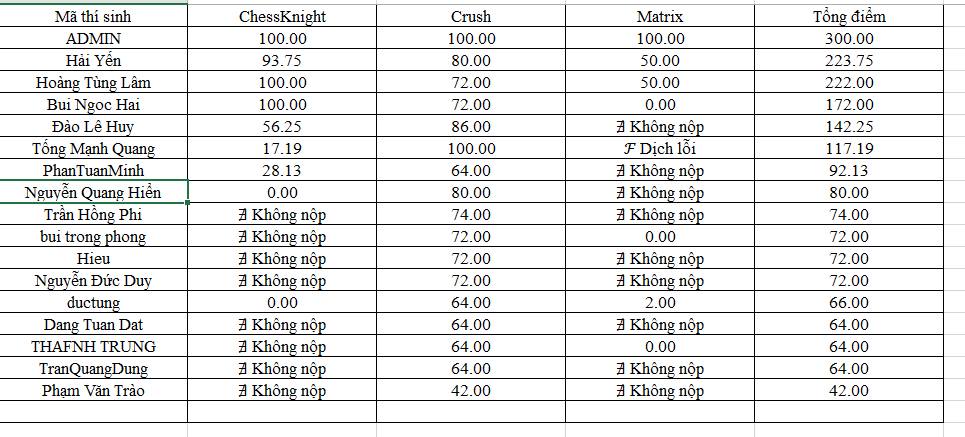 Mã thí sinh ChessKnight Crush Matrix Tổng điểm
ADMIN 100.00 100.00 100.00 300.00
Hải Yến 93.75 80.00 50.00 223.75
Hoàng Tùng Lâm 100.00 72.00 50.00 222.00
Bui Ngoc Hai 100.00 72.00 0.00 172.00
Đào Lê Huy 56.25 86.00 ∄ Không nộp 142.25
Tống Mạnh Quang 17.19 100.00 ℱ Dịch lỗi 117.19
PhanTuanMinh 28.13 64.00 ∄ Không nộp 92.13
Nguyễn Quang Hiển 0.00 80.00 ∄ Không nộp 80.00
Trần Hồng Phi ∄ Không nộp 74.00 ∄ Không nộp 74.00
bui trong phong ∄ Không nộp 72.00 0.00 72.00
Hieu ∄ Không nộp 72.00 ∄ Không nộp 72.00
Nguyễn Đức Duy ∄ Không nộp 72.00 ∄ Không nộp 72.00
ductung 0.00 64.00 2.00 66.00
Dang Tuan Dat ∄ Không nộp 64.00 ∄ Không nộp 64.00
THAFNH TRUNG ∄ Không nộp 64.00 0.00 64.00
TranQuangDung ∄ Không nộp 64.00 ∄ Không nộp 64.00
Phạm Văn Trào ∄ Không nộp 42.00 ∄ Không nộp 42.00